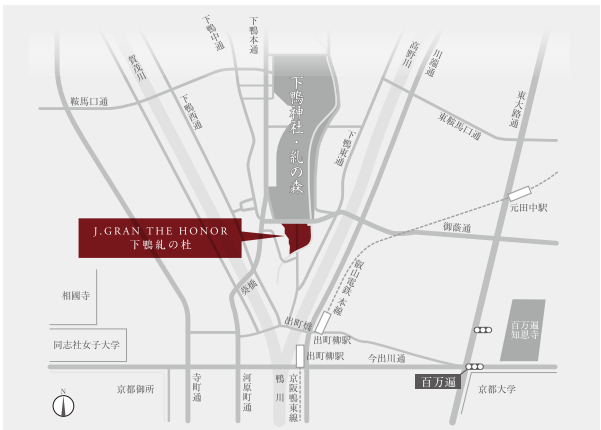 下鴨中通
下鴨本通
賀茂川
高野川
川端通
鞍馬口通
下鴨西通
下鴨神社・糺の森
下鴨東通
東大路通
東鞍馬口通
元田中駅
J.GRAN THE HONOR
下鴨糺の杜
御蔭通
葵橋
叡山電鉄本線
相國寺
出町橋
百万遍
知恩寺
同志社女子大学
出町柳駅
出町柳駅
今出川通
京都御所
寺町通
河原町通
鴨川
京阪鴨東線
百万遍
京都大学
N